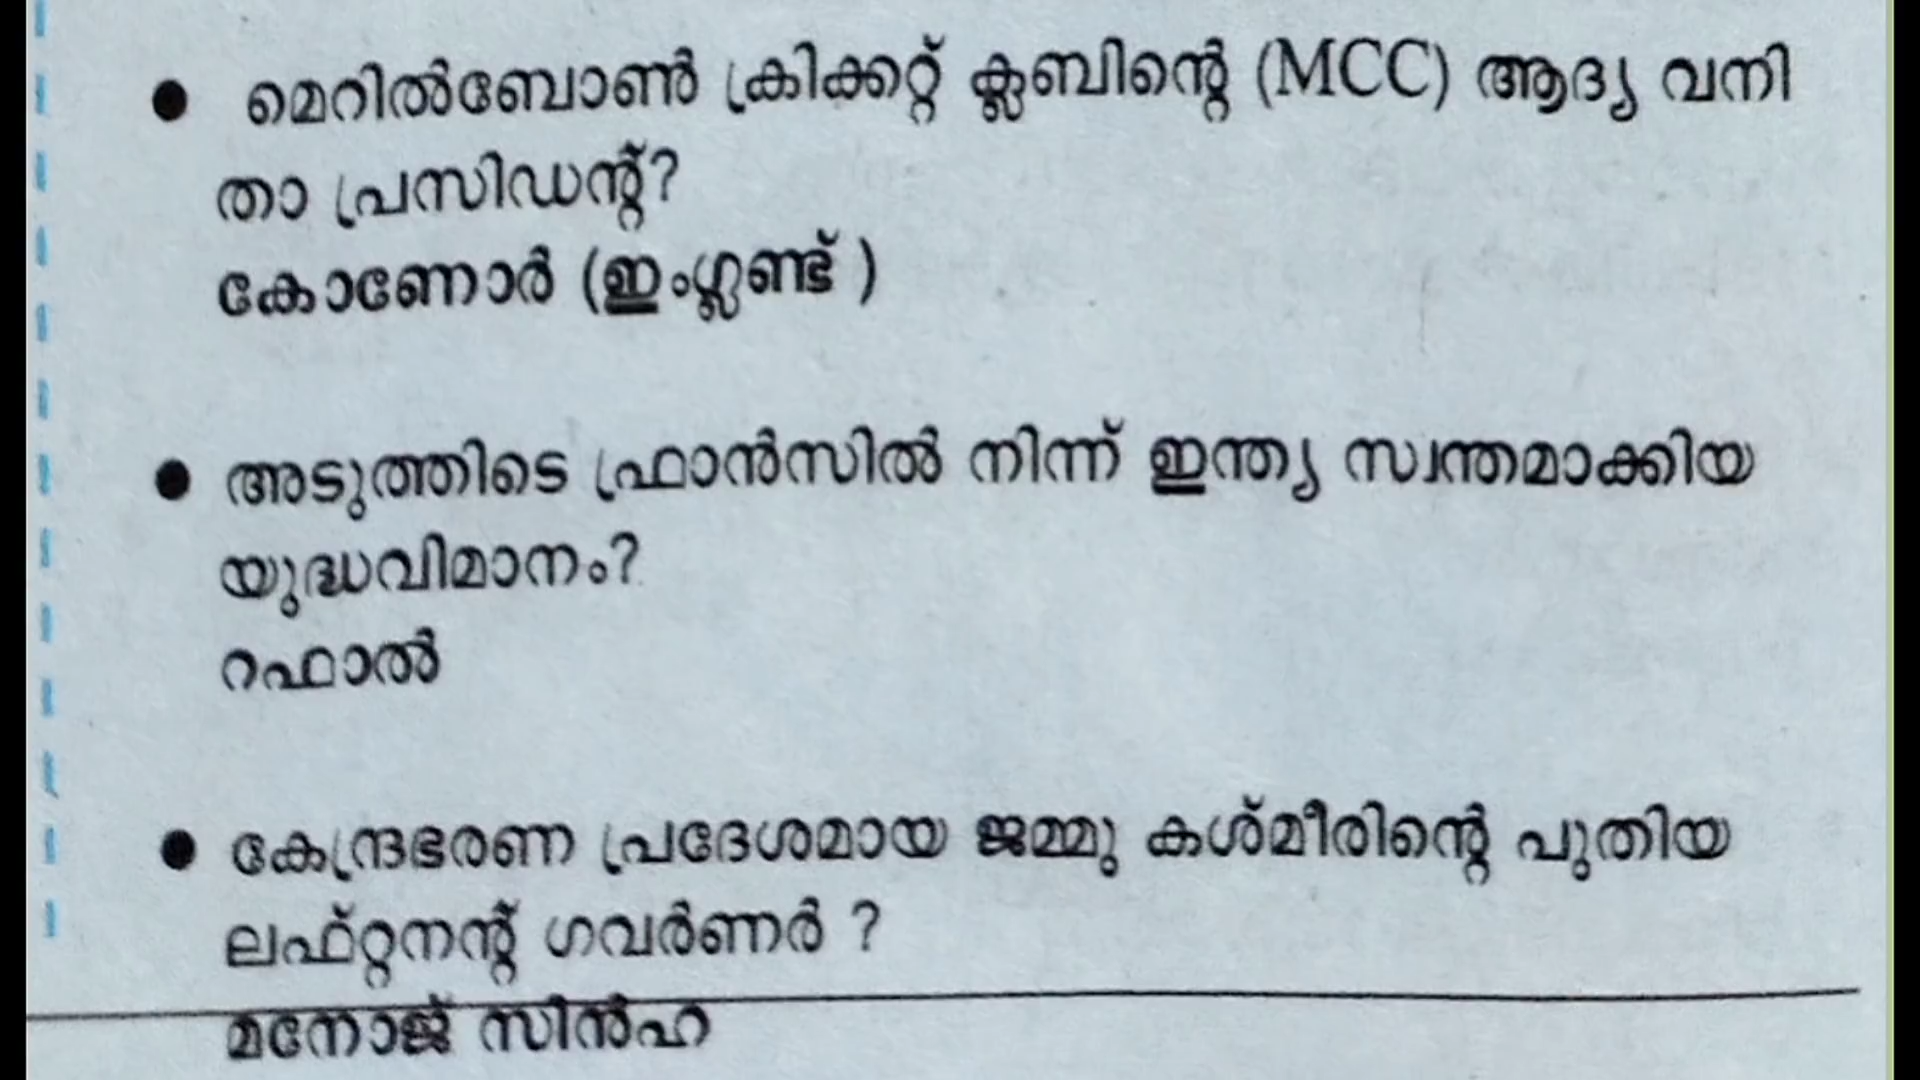 ● മെറിൽബോൺ ക്രിക്കറ്റ് ക്ലബിന്റെ (MCC) ആദ്യ വനി
താ പ്രസിഡന്റ്?
കോണോർ (ഇംഗ്ലണ്ട് )
● അടുത്തിടെ ഫ്രാൻസിൽ നിന്ന് ഇന്ത്യ സ്വന്തമാക്കിയ
യുദ്ധവിമാനം?
റഫാൽ
● കേന്ദ്രഭരണ പ്രദേശമായ ജമ്മു കശ്മീരിന്റെ പുതിയ
ലഫ്റ്റനന്റ് ഗവർണർ ?
മനോജ് സിൻഹ